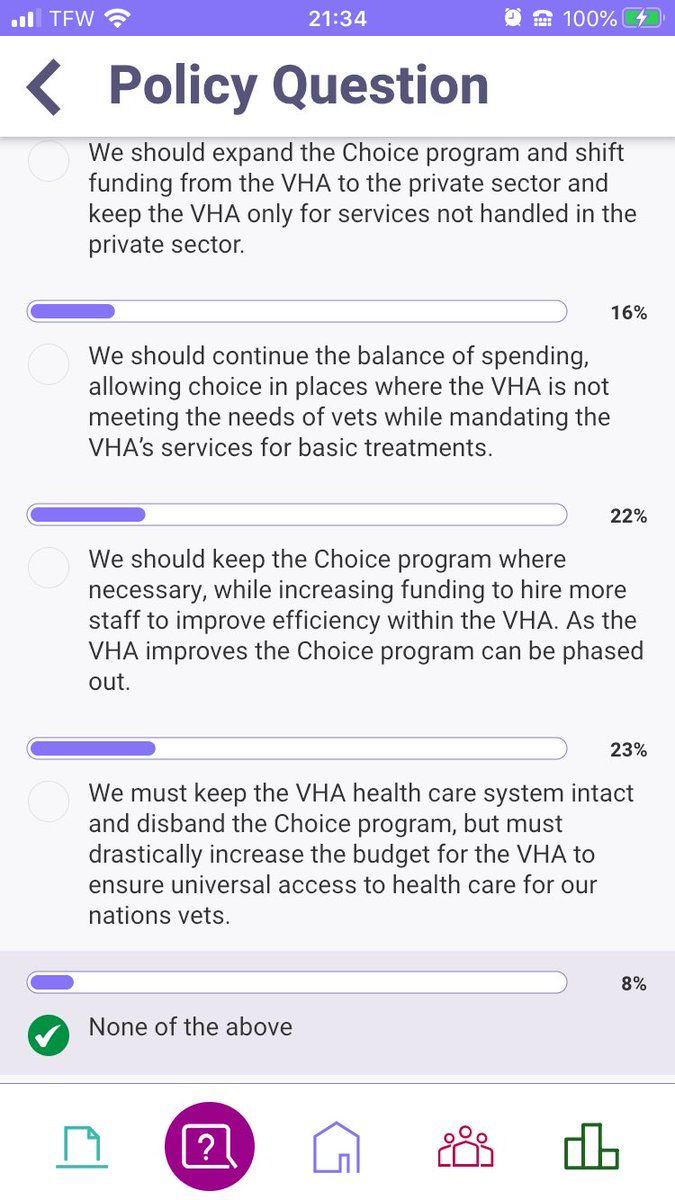 TFW 21:34 100%
Policy Question
We should expand the Choice program and shift
funding from the VHA to the private sector and
keep the VHA only for services not handled in the
private sector.
16%
We should continue the balance of spending,
allowing choice in places where the VHA is not
meeting the needs of vets while mandating the
VHA’s services for basic treatments.
22%
We should keep the Choice program where
necessary, while increasing funding to hire more
staff to improve efficiency within the VHA. As the
VHA improves the Choice program can be phased
out.
23%
We must keep the VHA health care system intact
and disband the Choice program, but must
drastically increase the budget for the VHA to
ensure universal access to health care for our
nations vets.
8%
None of the above
?